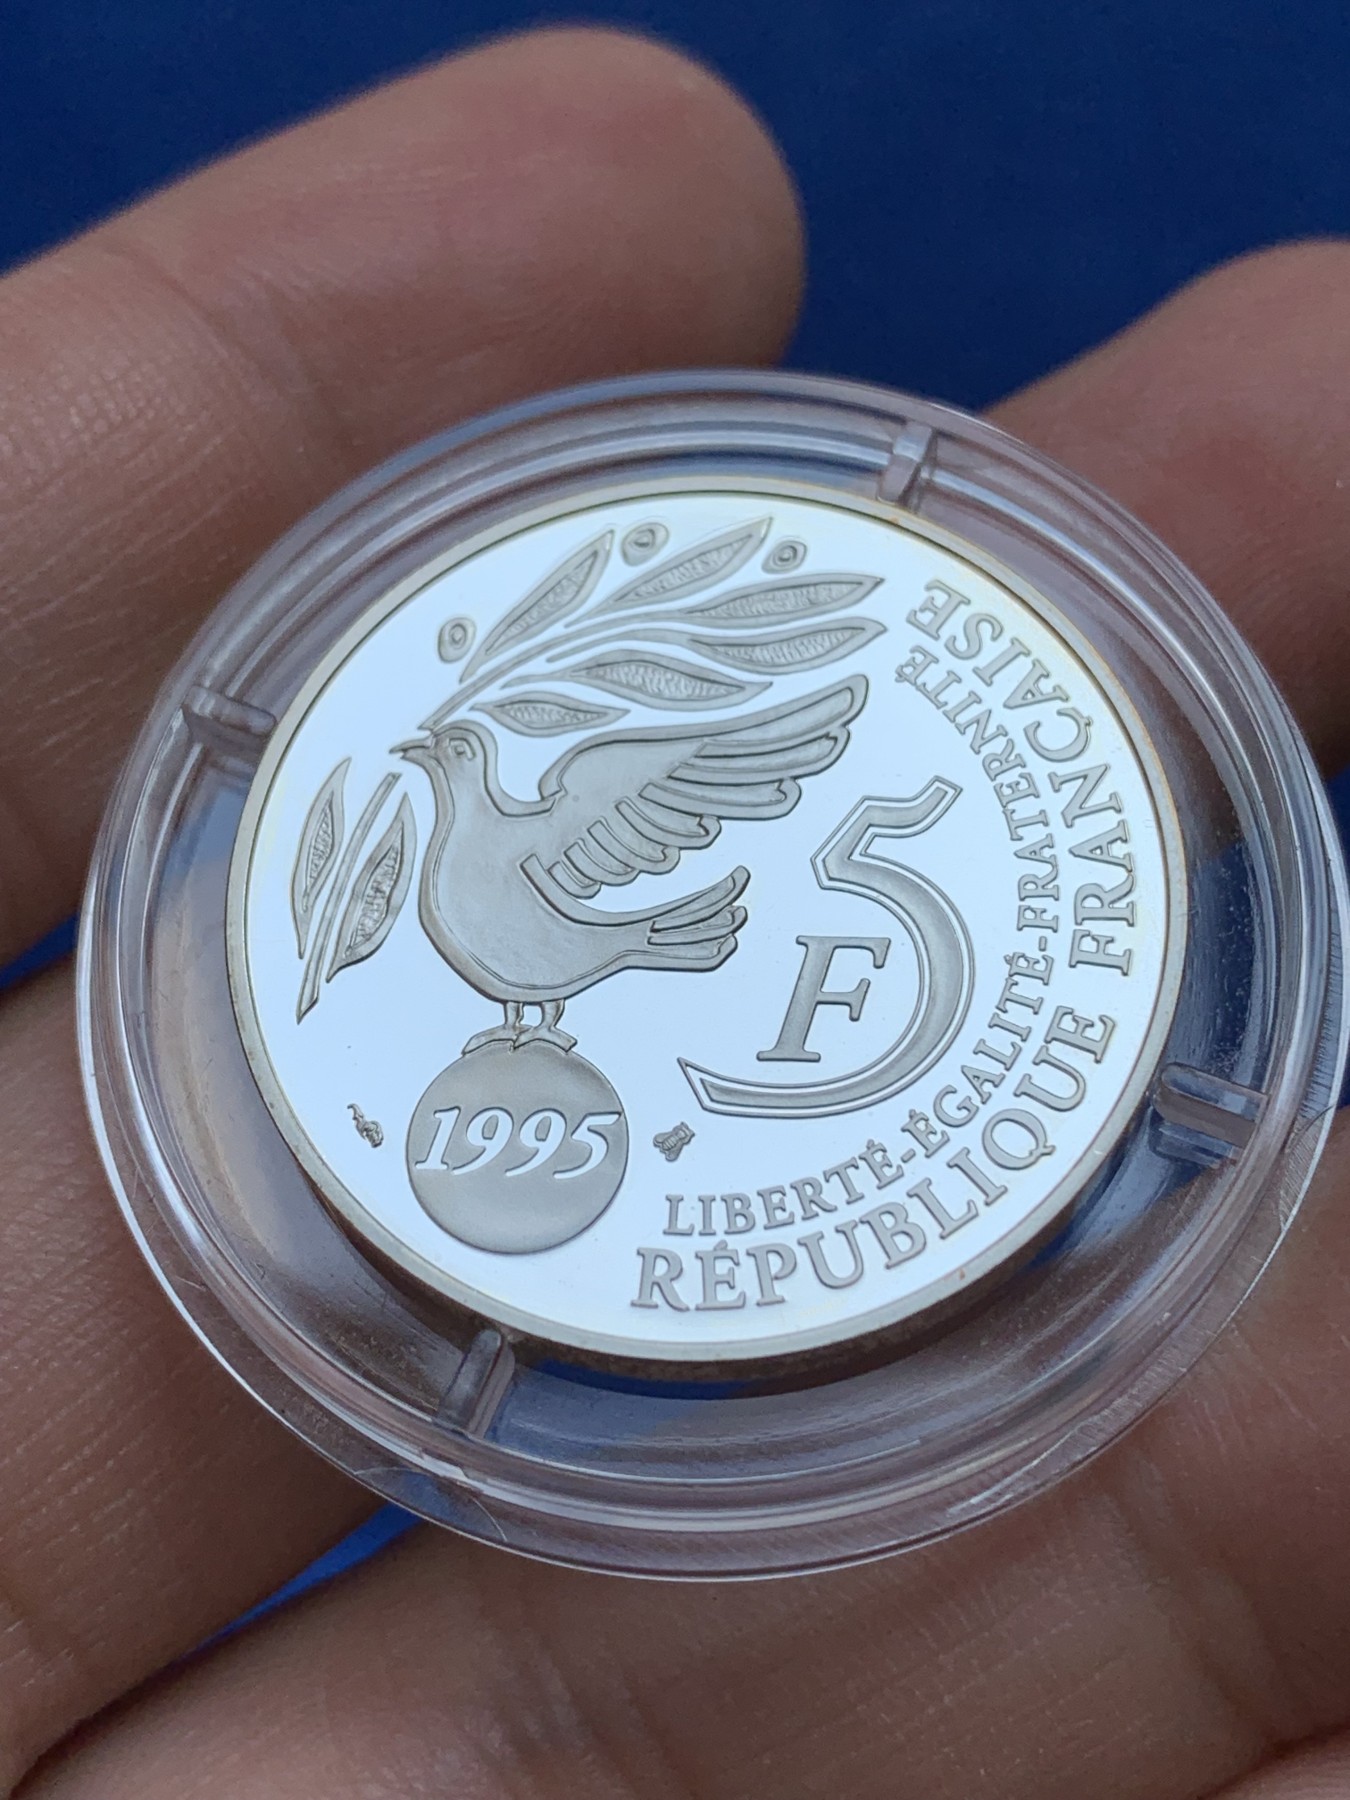 5
F
1995
LIBERTÉ-ÉGALITÉ-FRATERNITÉ
RÉPUBLIQUE FRANÇAISE